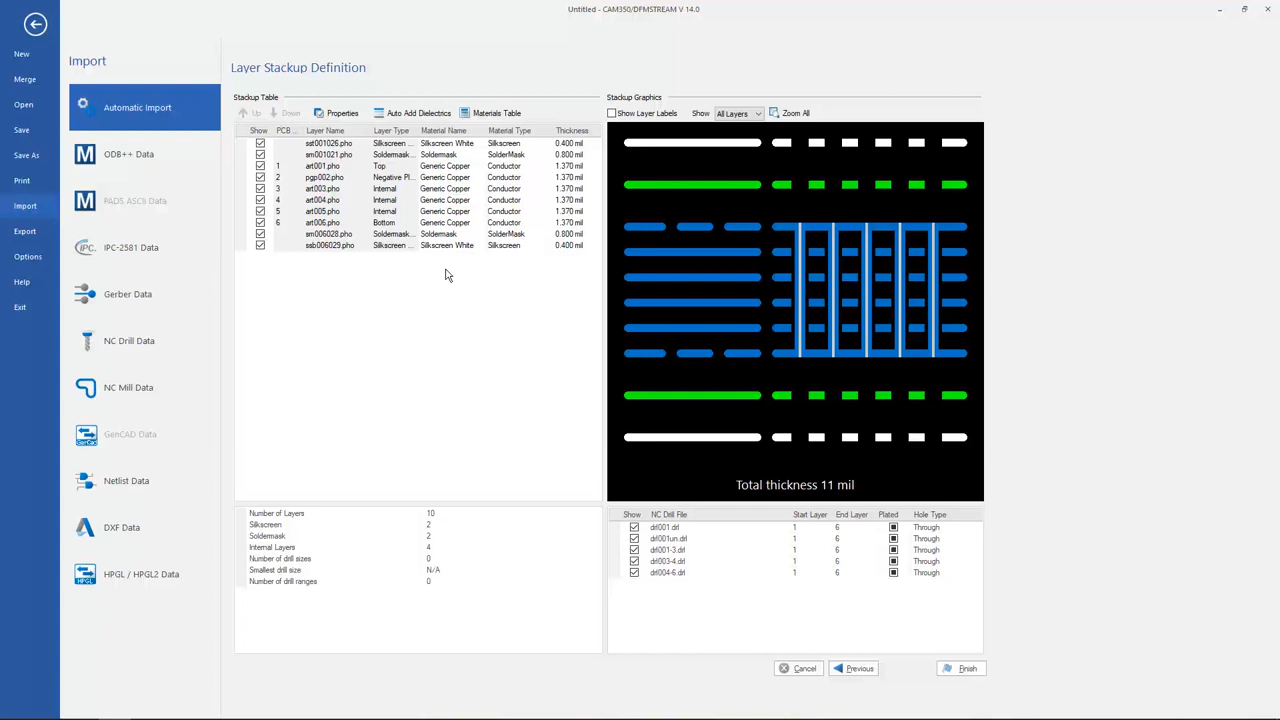 Untitled - CAM350/DFMSTREAM V 14.0
New
Merge
Open
Save
Save As
Print
Import
Export
Options
Help
Exit
Import
Automatic Import
M ODB++ Data
M PADS ASCII Data
IPC. IPC-2581 Data
Gerber Data
NC Drill Data
NC Mill Data
GenCAD GenCAD Data
Netlist Data
DXF Data
HPGL HPGL / HPGL2 Data
Layer Stackup Definition
Stackup Table
Up Down Properties Auto Add Dielectrics Materials Table
Show PCB ... Layer Name Layer Type Material Name Material Type Thickness
sst001026.pho Silkscreen ... Silkscreen White Silkscreen 0.400 mil
sm001021.pho Soldermask... Soldermask SolderMask 0.800 mil
1 art001.pho Top Generic Copper Conductor 1.370 mil
2 pgp002.pho Negative Pl... Generic Copper Conductor 1.370 mil
3 art003.pho Internal Generic Copper Conductor 1.370 mil
4 art004.pho Internal Generic Copper Conductor 1.370 mil
5 art005.pho Internal Generic Copper Conductor 1.370 mil
6 art006.pho Bottom Generic Copper Conductor 1.370 mil
sm006028.pho Soldermask... Soldermask SolderMask 0.800 mil
ssb006029.pho Silkscreen ... Silkscreen White Silkscreen 0.400 mil
Number of Layers 10
Silkscreen 2
Soldermask 2
Internal Layers 4
Number of drill sizes 0
Smallest drill size N/A
Number of drill ranges 0
Stackup Graphics
Show Layer Labels Show All Layers Zoom All
Total thickness 11 mil
Show NC Drill File Start Layer End Layer Plated Hole Type
drl001.drl 1 6 Through
drl001un.drl 1 6 Through
drl001-3.drl 1 6 Through
drl003-4.drl 1 6 Through
drl004-6.drl 1 6 Through
Cancel Previous Finish